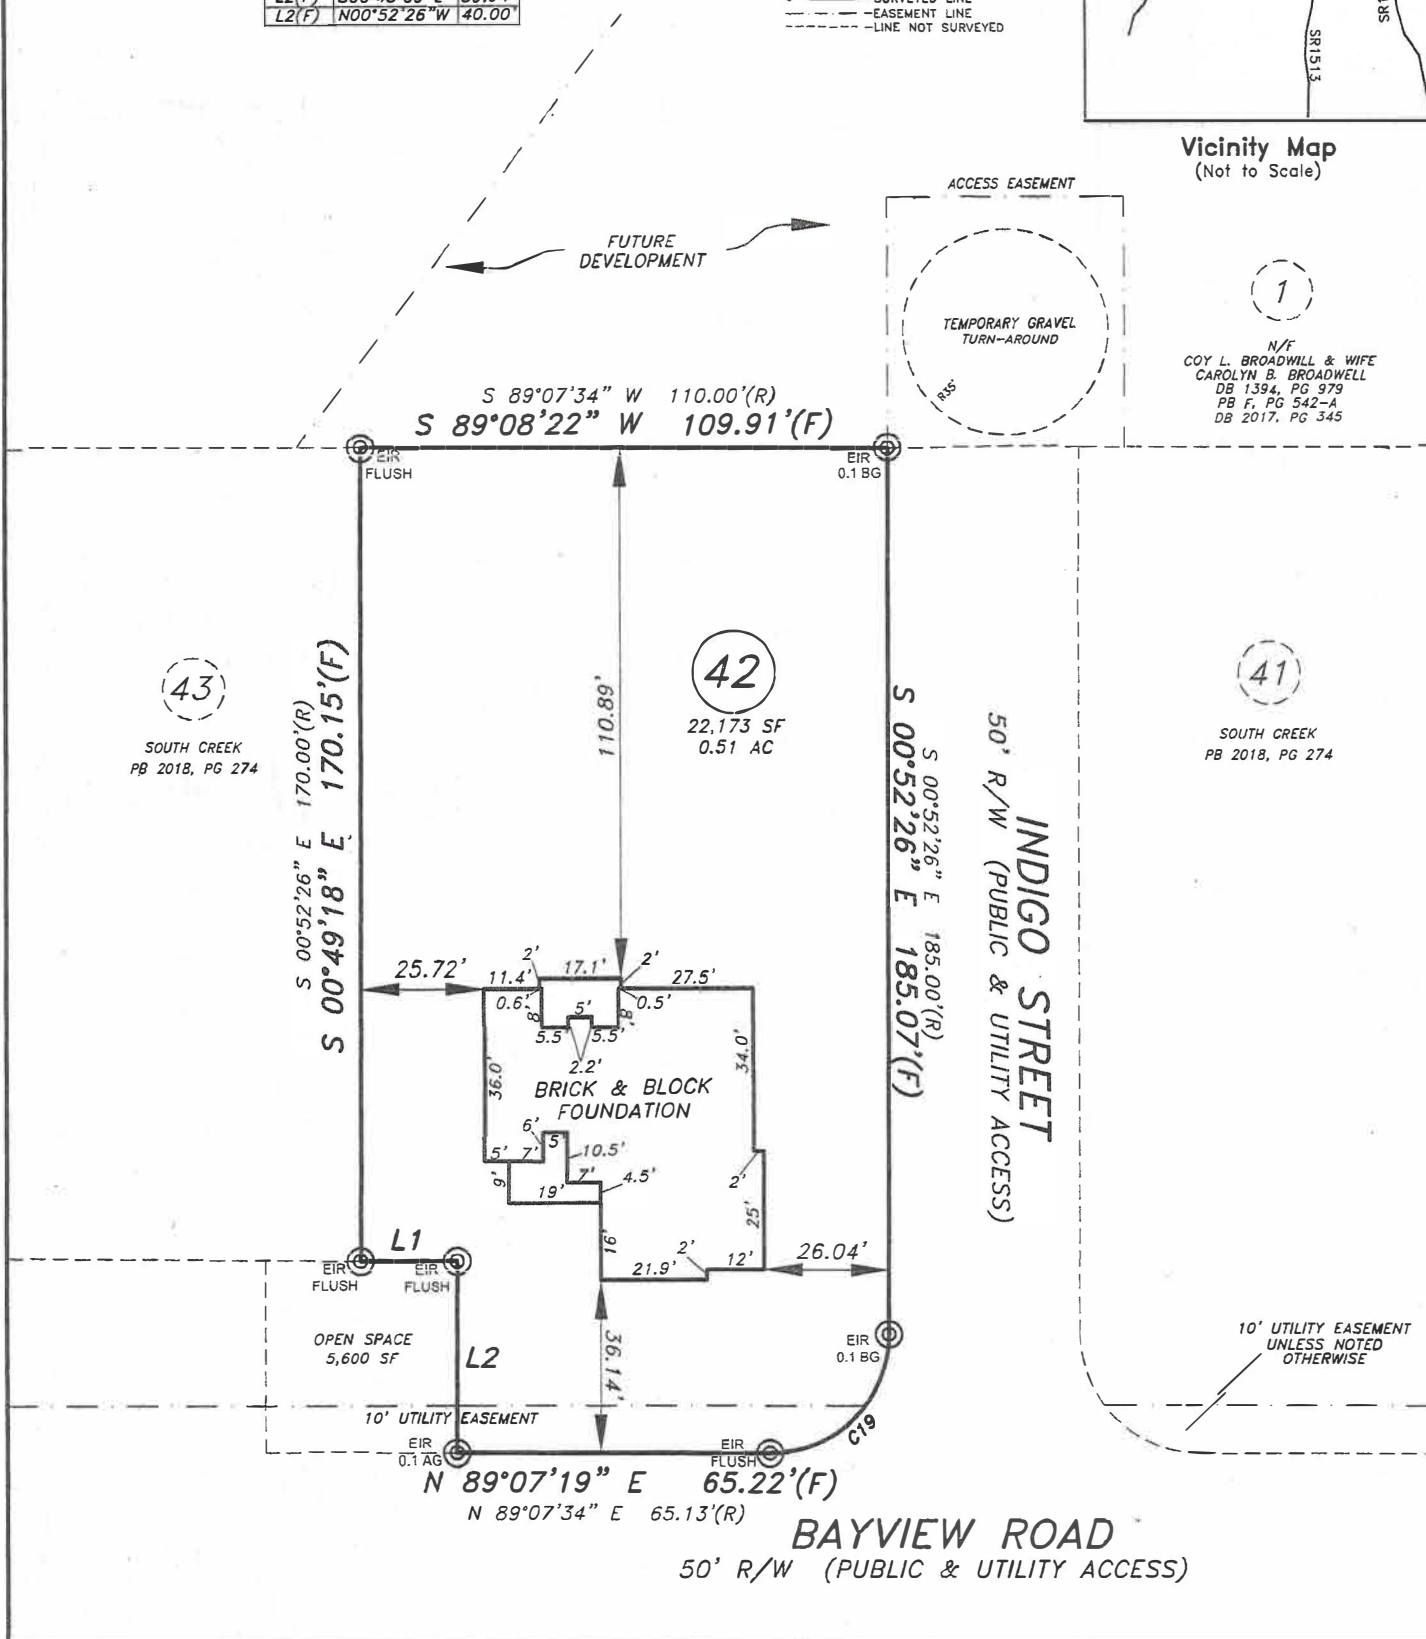 L2(F) N00°52'26"W 40.00'
-EASEMENT LINE
-LINE NOT SURVEYED
SR1513
Vicinity Map
(Not to Scale)
ACCESS EASEMENT
FUTURE
DEVELOPMENT
TEMPORARY GRAVEL
TURN-AROUND
R35'
1
N/F
COY L. BROADWILL & WIFE
CAROLYN B. BROADWELL
DB 1394, PG 979
PB F, PG 542-A
DB 2017, PG 345
S 89°07'34" W 110.00'(R)
S 89°08'22" W 109.91'(F)
EIR
FLUSH
EIR
0.1 BG
43
SOUTH CREEK
PB 2018, PG 274
S 00°52'26" E 170.00'(R)
S 00°49'18" E 170.15'(F)
110.89'
42
22,173 SF
0.51 AC
S 00°52'26" E 185.00'(R)
S 00°52'26" E 185.07'(F)
INDIGO STREET
50' R/W (PUBLIC & UTILITY ACCESS)
41
SOUTH CREEK
PB 2018, PG 274
25.72'
11.4'
2'
17.1'
2'
27.5'
0.6'
8'
5'
8'
0.5'
5.5'
5.5'
2.2'
36.0'
34.0'
BRICK & BLOCK
FOUNDATION
6'
5'
10.5'
5'
7'
7'
4.5'
9'
19'
2'
25'
16'
21.9'
2'
12'
26.04'
L1
EIR
FLUSH
EIR
FLUSH
OPEN SPACE
5,600 SF
L2
36.14'
EIR
0.1 BG
10' UTILITY EASEMENT
UNLESS NOTED
OTHERWISE
10' UTILITY EASEMENT
EIR
0.1 AG
EIR
FLUSH
C19
N 89°07'19" E 65.22'(F)
N 89°07'34" E 65.13'(R)
BAYVIEW ROAD
50' R/W (PUBLIC & UTILITY ACCESS)